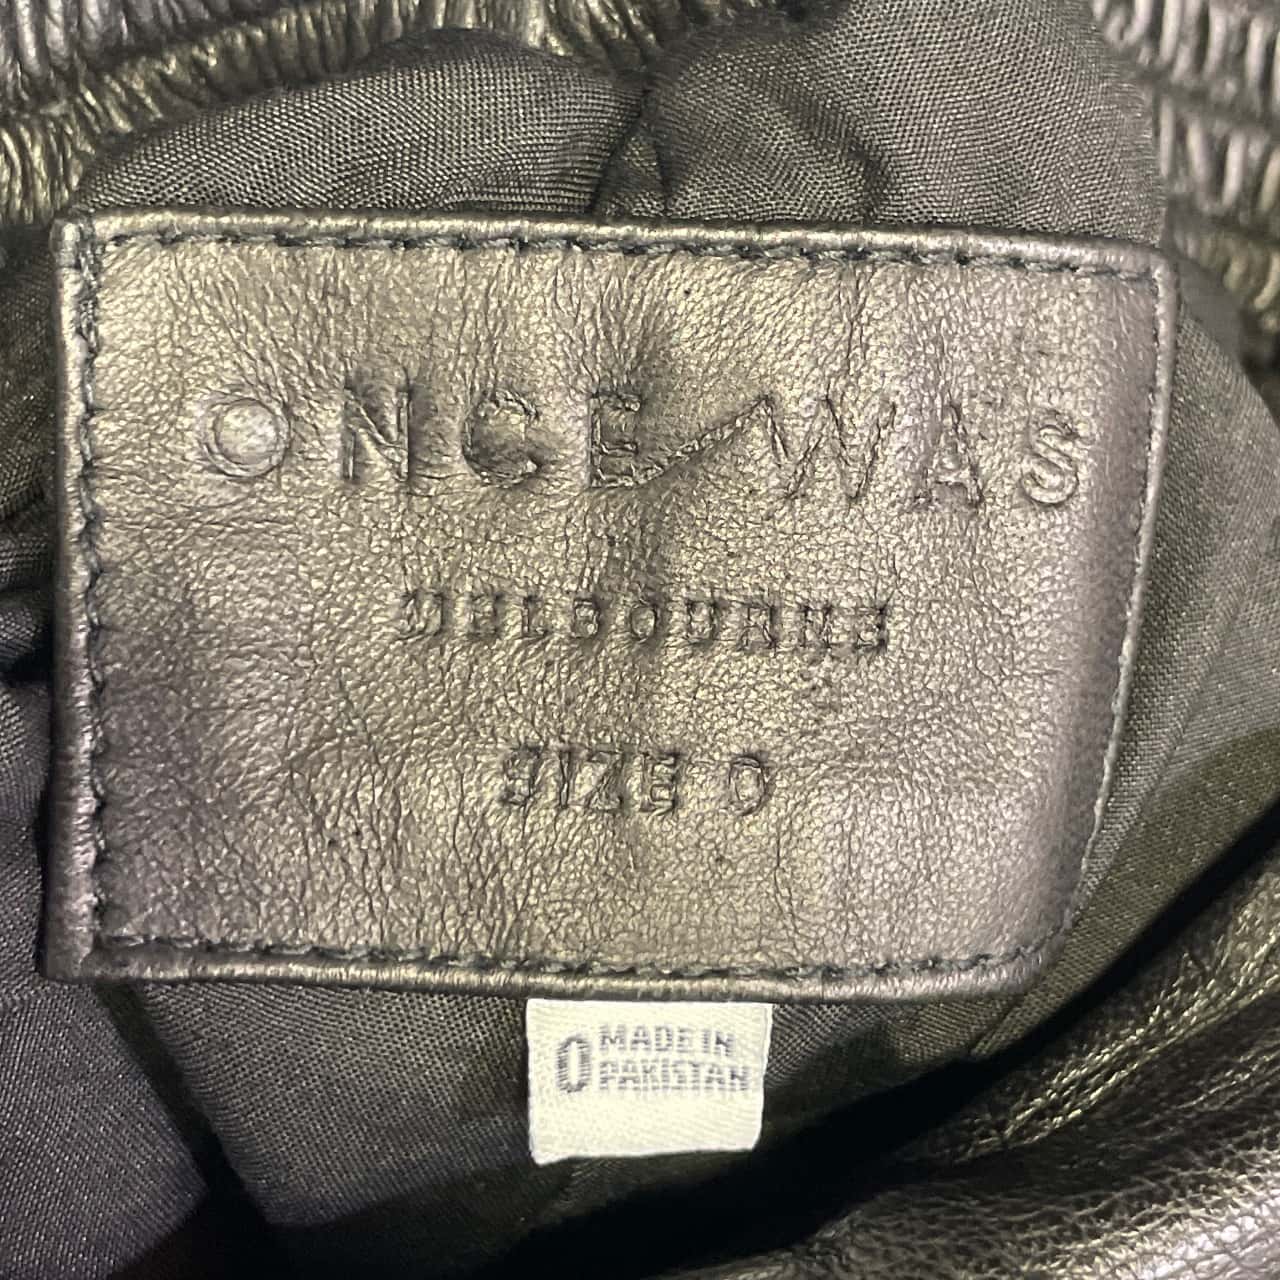 ONCE WAS
MELBOURNE
SIZE 0
0 MADE IN
PAKISTAN